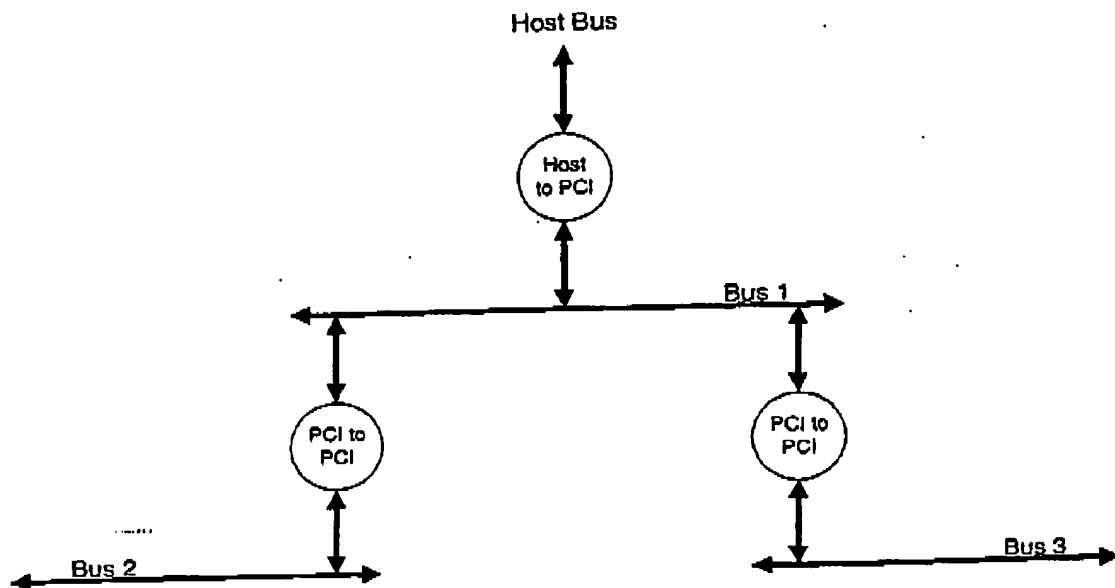 Host Bus
Host
to PCI
Bus 1
PCI to
PCI
PCI to
PCI
Bus 2
Bus 3